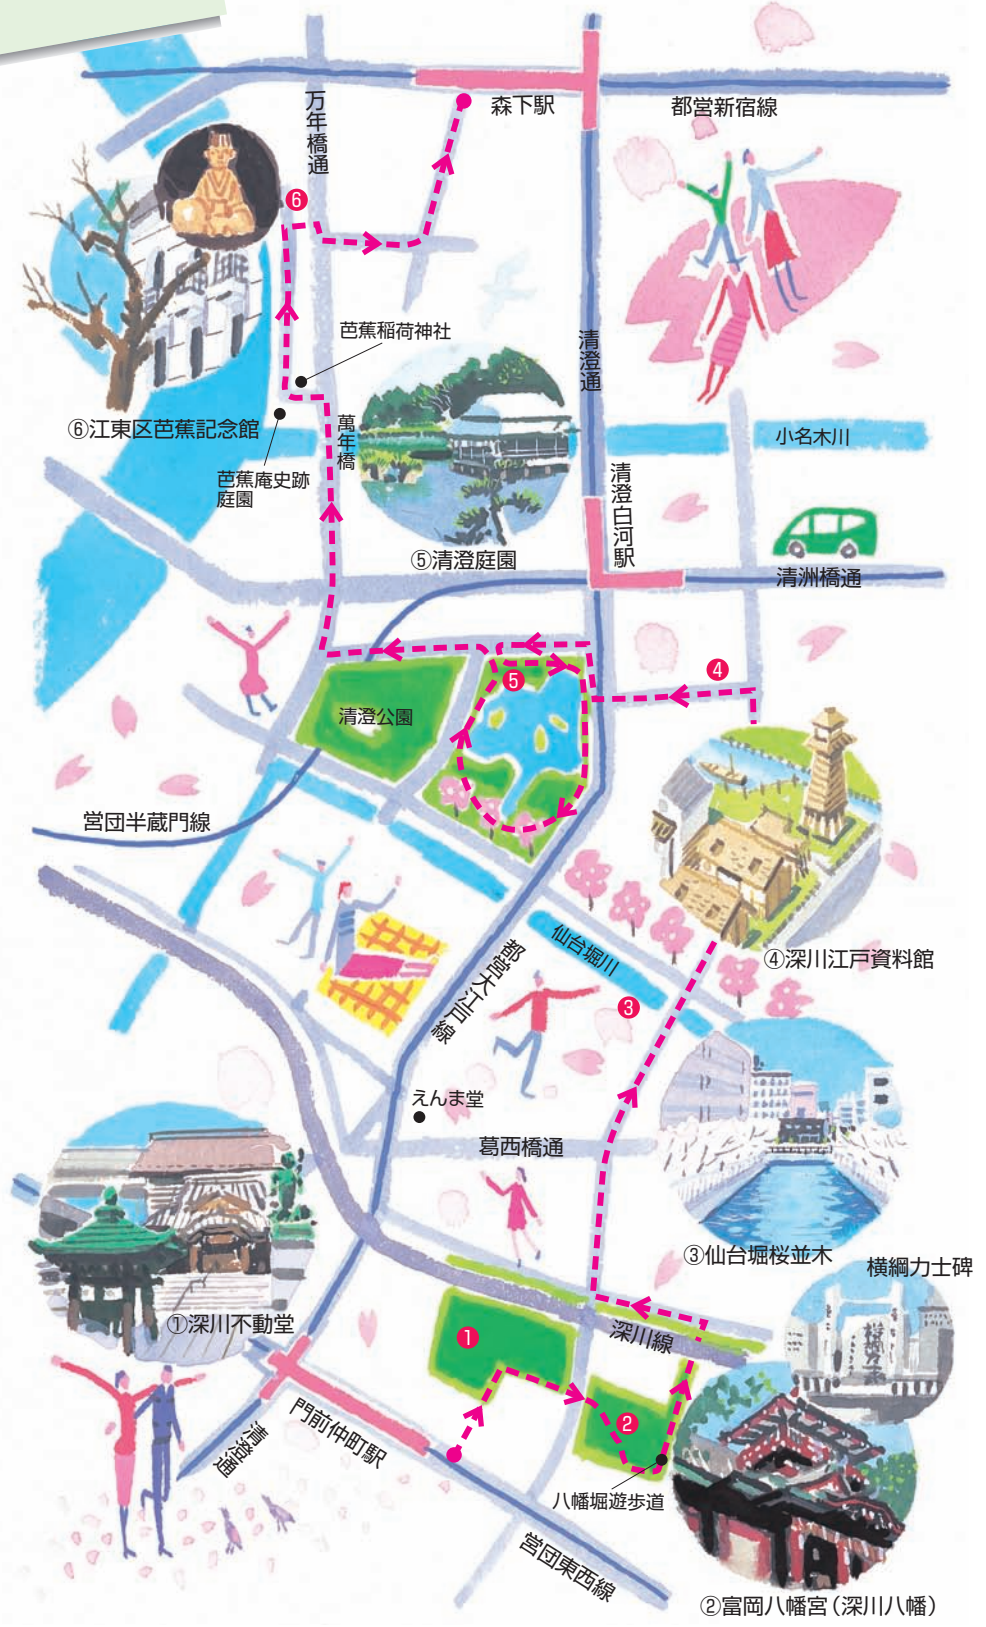 森下駅
都営新宿線
万年橋通
❻
芭蕉稲荷神社
清澄通
⑥江東区芭蕉記念館
萬年橋
小名木川
芭蕉庵史跡
庭園
清澄白河駅
⑤清澄庭園
清洲橋通
❹
❺
清澄公園
営団半蔵門線
仙台堀川
④深川江戸資料館
都営大江戸線
❸
えんま堂
葛西橋通
③仙台堀桜並木
横綱力士碑
①深川不動堂
❶
深川線
❷
門前仲町駅
清澄通
八幡堀遊歩道
営団東西線
②富岡八幡宮（深川八幡）